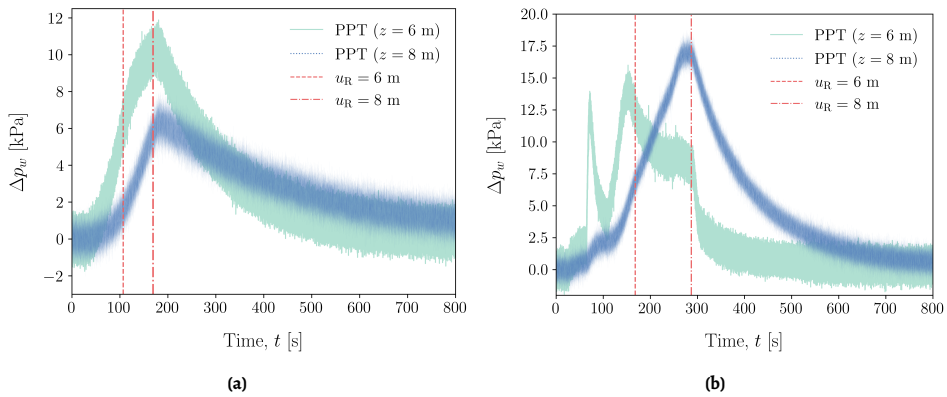 12
10
8
6
4
2
0
−2
Δp_w [kPa]
0 100 200 300 400 500 600 700 800
Time, t [s]
PPT (z = 6 m)
PPT (z = 8 m)
u_R = 6 m
u_R = 8 m
(a)
20.0
17.5
15.0
12.5
10.0
7.5
5.0
2.5
0.0
Δp_w [kPa]
0 100 200 300 400 500 600 700 800
Time, t [s]
PPT (z = 6 m)
PPT (z = 8 m)
u_R = 6 m
u_R = 8 m
(b)